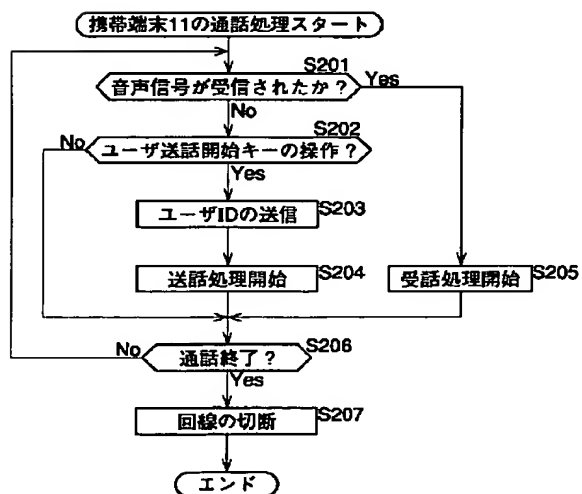 携帯端末11の通話処理スタート
S201
音声信号が受信されたか？
Yes
No
S202
No
ユーザ送話開始キーの操作？
Yes
ユーザIDの送信
S203
送話処理開始
S204
受話処理開始
S205
No
通話終了？
S206
Yes
回線の切断
S207
エンド